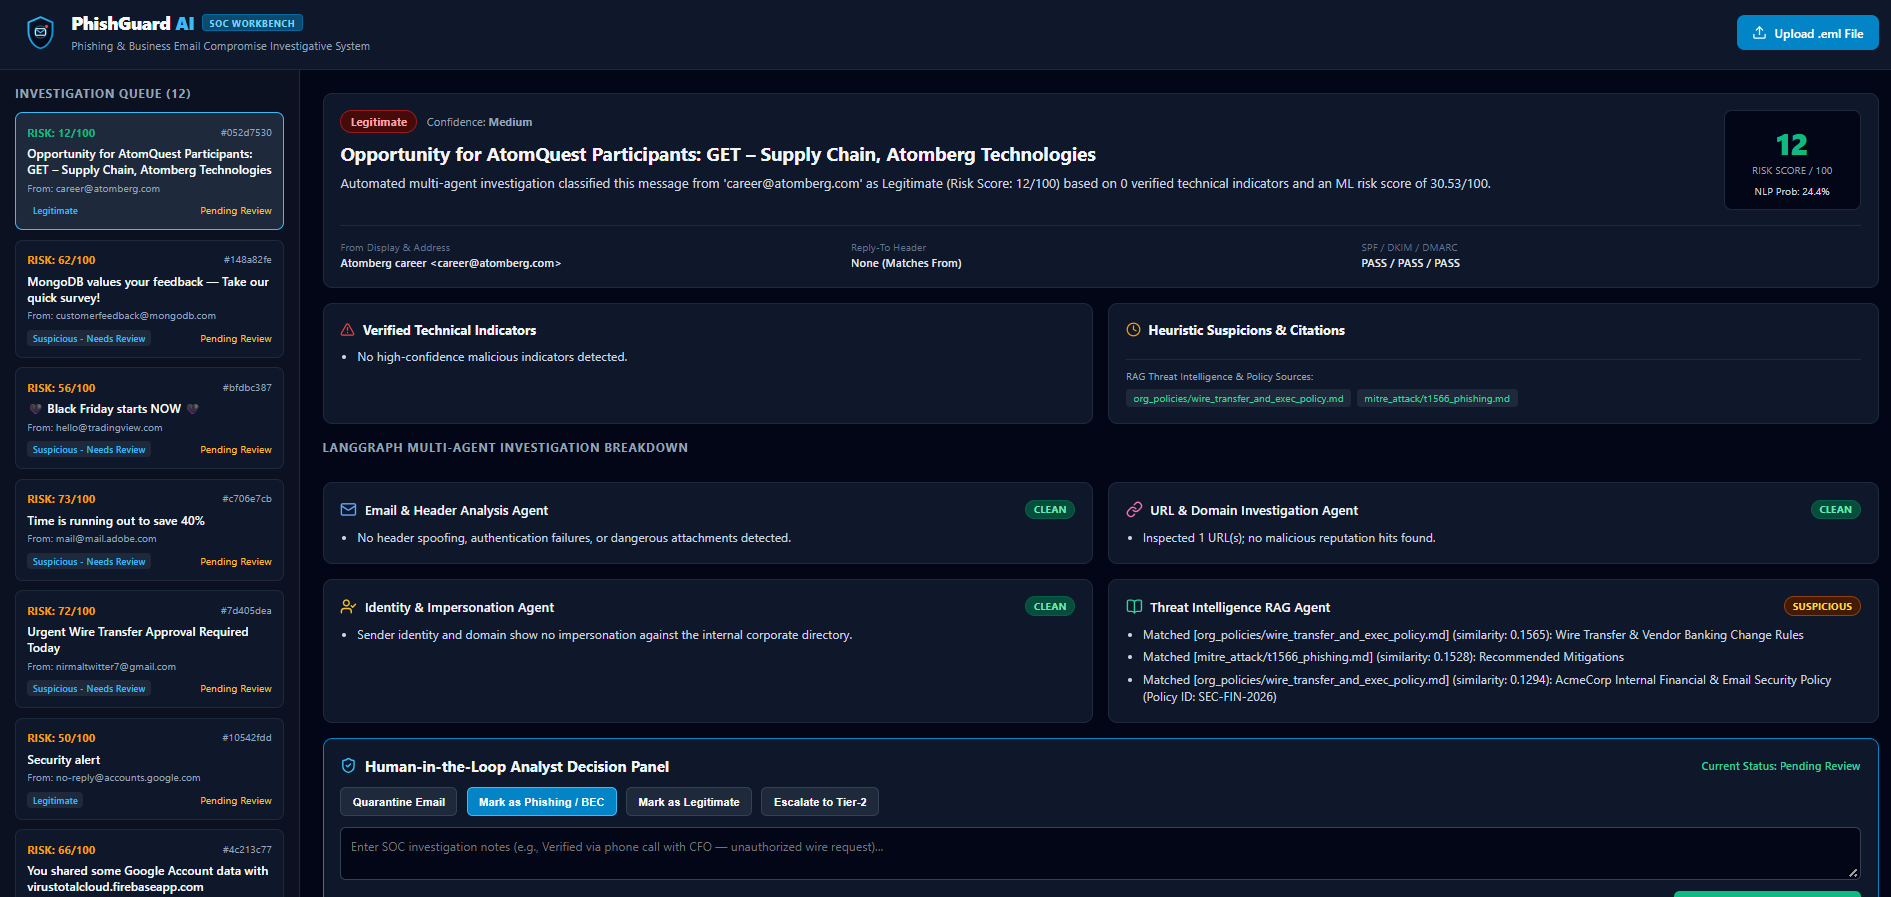 PhishGuard AI
SOC WORKBENCH
Phishing & Business Email Compromise Investigative System
Upload .eml File
INVESTIGATION QUEUE (12)
RISK: 12/100
#052d7530
Opportunity for AtomQuest Participants:
GET – Supply Chain, Atomberg Technologies
From: career@atomberg.com
Legitimate
Pending Review
RISK: 62/100
#148a82fe
MongoDB values your feedback — Take our
quick survey!
From: customerfeedback@mongodb.com
Suspicious - Needs Review
Pending Review
RISK: 56/100
#bfdbc387
🖤 Black Friday starts NOW 🖤
From: hello@tradingview.com
Suspicious - Needs Review
Pending Review
RISK: 73/100
#c706e7cb
Time is running out to save 40%
From: mail@mail.adobe.com
Suspicious - Needs Review
Pending Review
RISK: 72/100
#7d405dea
Urgent Wire Transfer Approval Required
Today
From: nirmaltwitter7@gmail.com
Suspicious - Needs Review
Pending Review
RISK: 50/100
#10542fdd
Security alert
From: no-reply@accounts.google.com
Legitimate
Pending Review
RISK: 66/100
#4c213c77
You shared some Google Account data with
virustotalcloud.firebaseapp.com
Legitimate
Confidence: Medium
Opportunity for AtomQuest Participants: GET – Supply Chain, Atomberg Technologies
Automated multi-agent investigation classified this message from 'career@atomberg.com' as Legitimate (Risk Score: 12/100) based on 0 verified technical indicators and an ML risk score of 30.53/100.
12
RISK SCORE / 100
NLP Prob: 24.4%
From Display & Address
Atomberg career <career@atomberg.com>
Reply-To Header
None (Matches From)
SPF / DKIM / DMARC
PASS / PASS / PASS
Verified Technical Indicators
• No high-confidence malicious indicators detected.
Heuristic Suspicions & Citations
RAG Threat Intelligence & Policy Sources:
org_policies/wire_transfer_and_exec_policy.md
mitre_attack/t1566_phishing.md
LANGGRAPH MULTI-AGENT INVESTIGATION BREAKDOWN
Email & Header Analysis Agent
CLEAN
• No header spoofing, authentication failures, or dangerous attachments detected.
URL & Domain Investigation Agent
CLEAN
• Inspected 1 URL(s); no malicious reputation hits found.
Identity & Impersonation Agent
CLEAN
• Sender identity and domain show no impersonation against the internal corporate directory.
Threat Intelligence RAG Agent
SUSPICIOUS
• Matched [org_policies/wire_transfer_and_exec_policy.md] (similarity: 0.1565): Wire Transfer & Vendor Banking Change Rules
• Matched [mitre_attack/t1566_phishing.md] (similarity: 0.1528): Recommended Mitigations
• Matched [org_policies/wire_transfer_and_exec_policy.md] (similarity: 0.1294): AcmeCorp Internal Financial & Email Security Policy
(Policy ID: SEC-FIN-2026)
Human-in-the-Loop Analyst Decision Panel
Current Status: Pending Review
Quarantine Email
Mark as Phishing / BEC
Mark as Legitimate
Escalate to Tier-2
Enter SOC investigation notes (e.g., Verified via phone call with CFO — unauthorized wire request)...